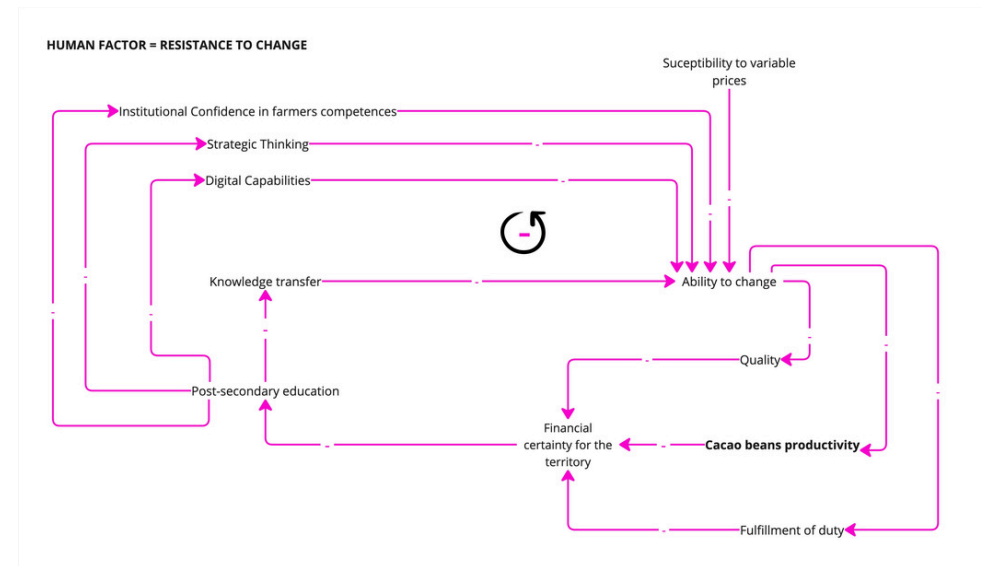 HUMAN FACTOR = RESISTANCE TO CHANGE
Suceptibility to variable
prices
Institutional Confidence in farmers competences
Strategic Thinking
-
Digital Capabilities
-
-
-
-
Knowledge transfer
-
Ability to change
-
-
-
-
-
-
-
Quality
-
Post-secondary education
-
Financial
certainty for the
territory
-
-
Cacao beans productivity
-
Fulfillment of duty